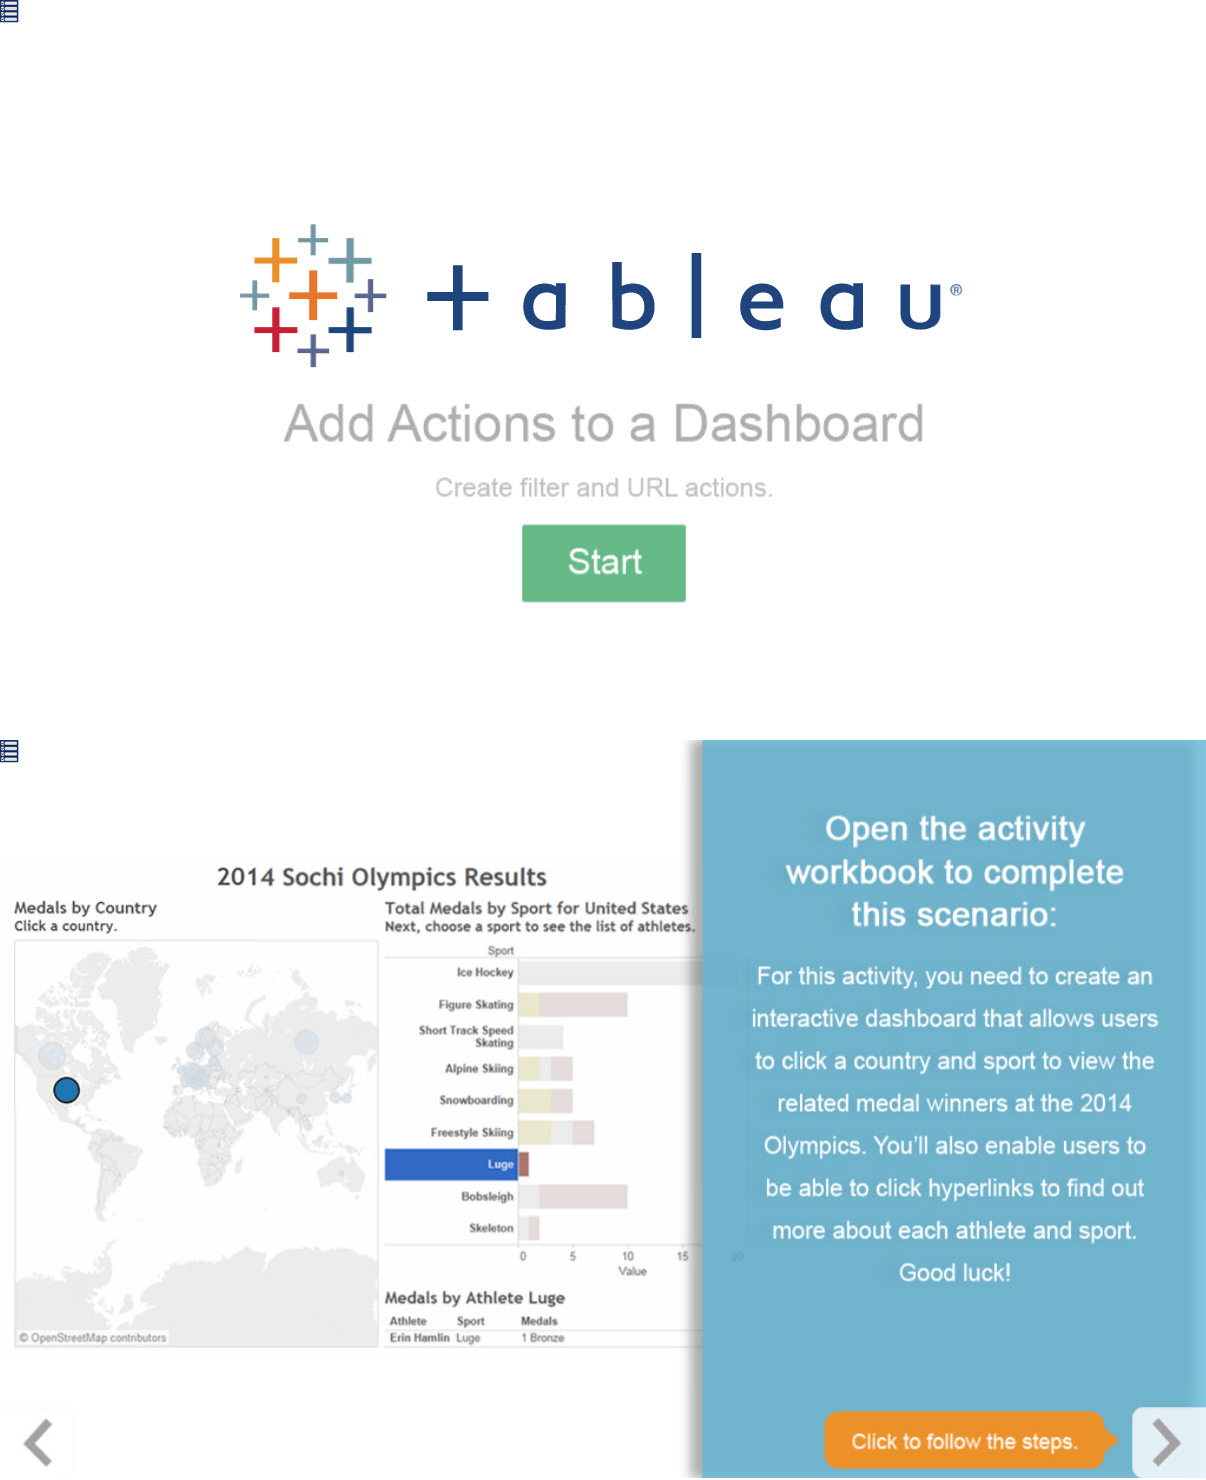 +ableau®
Add Actions to a Dashboard
Create filter and URL actions.
Start
2014 Sochi Olympics Results
Medals by Country
Click a country.
© OpenStreetMap contributors
Total Medals by Sport for United States
Next, choose a sport to see the list of athletes.
Sport
Ice Hockey
Figure Skating
Short Track Speed
Skating
Alpine Skiing
Snowboarding
Freestyle Skiing
Luge
Bobsleigh
Skeleton
0 5 10 15 20
Value
Medals by Athlete Luge
Athlete Sport Medals
Erin Hamlin Luge 1 Bronze
Open the activity
workbook to complete
this scenario:
For this activity, you need to create an
interactive dashboard that allows users
to click a country and sport to view the
related medal winners at the 2014
Olympics. You'll also enable users to
be able to click hyperlinks to find out
more about each athlete and sport.
Good luck!
Click to follow the steps.